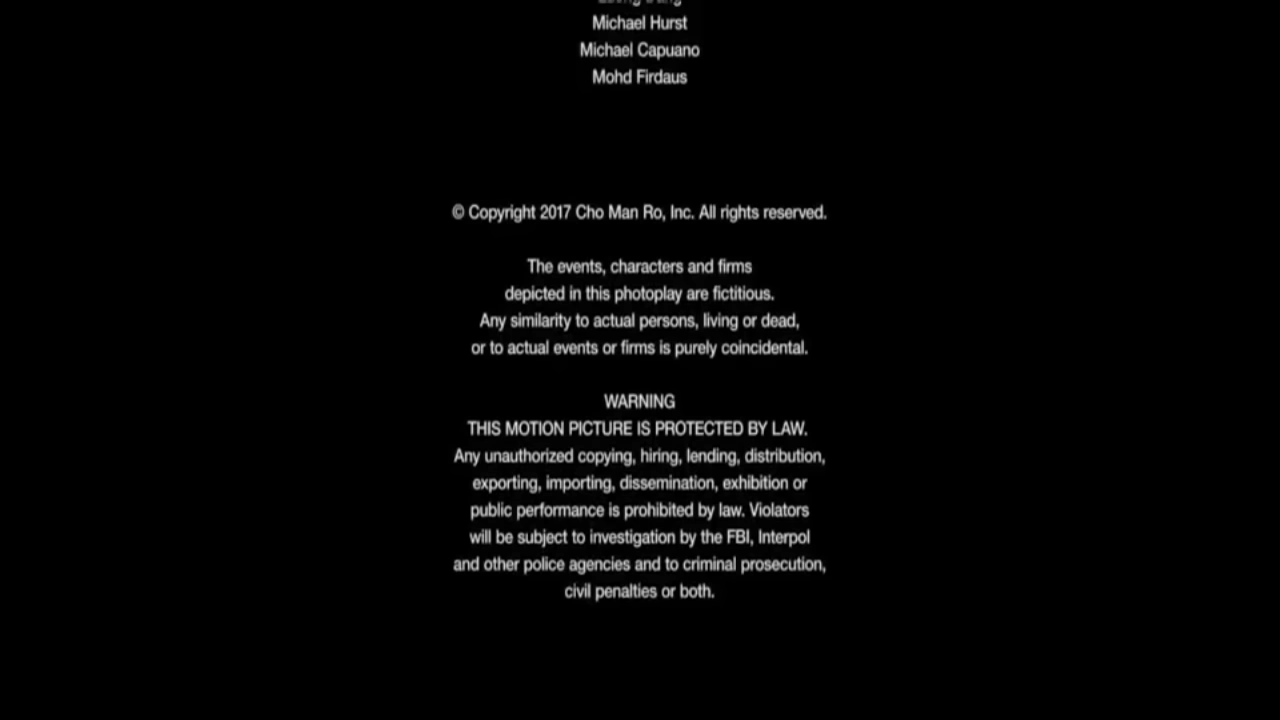 Michael Hurst
Michael Capuano
Mohd Firdaus
© Copyright 2017 Cho Man Ro, Inc. All rights reserved.
The events, characters and firms
depicted in this photoplay are fictitious.
Any similarity to actual persons, living or dead,
or to actual events or firms is purely coincidental.
WARNING
THIS MOTION PICTURE IS PROTECTED BY LAW.
Any unauthorized copying, hiring, lending, distribution,
exporting, importing, dissemination, exhibition or
public performance is prohibited by law. Violators
will be subject to investigation by the FBI, Interpol
and other police agencies and to criminal prosecution,
civil penalties or both.